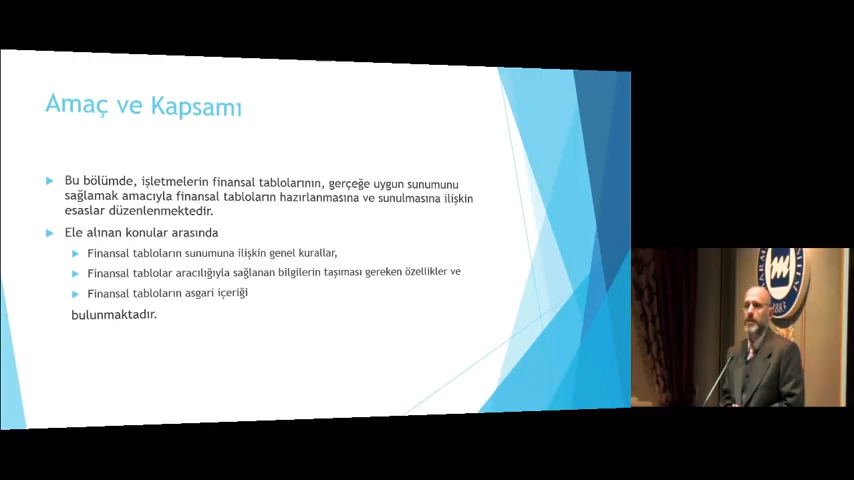 Amaç ve Kapsamı
Bu bölümde, işletmelerin finansal tablolarının, gerçeğe uygun sunumunu
sağlamak amacıyla finansal tabloların hazırlanmasına ve sunulmasına ilişkin
esaslar düzenlenmektedir.
Ele alınan konular arasında
Finansal tabloların sunumuna ilişkin genel kurallar,
Finansal tablolar aracılığıyla sağlanan bilgilerin taşıması gereken özellikler ve
Finansal tabloların asgari içeriği
bulunmaktadır.
1883